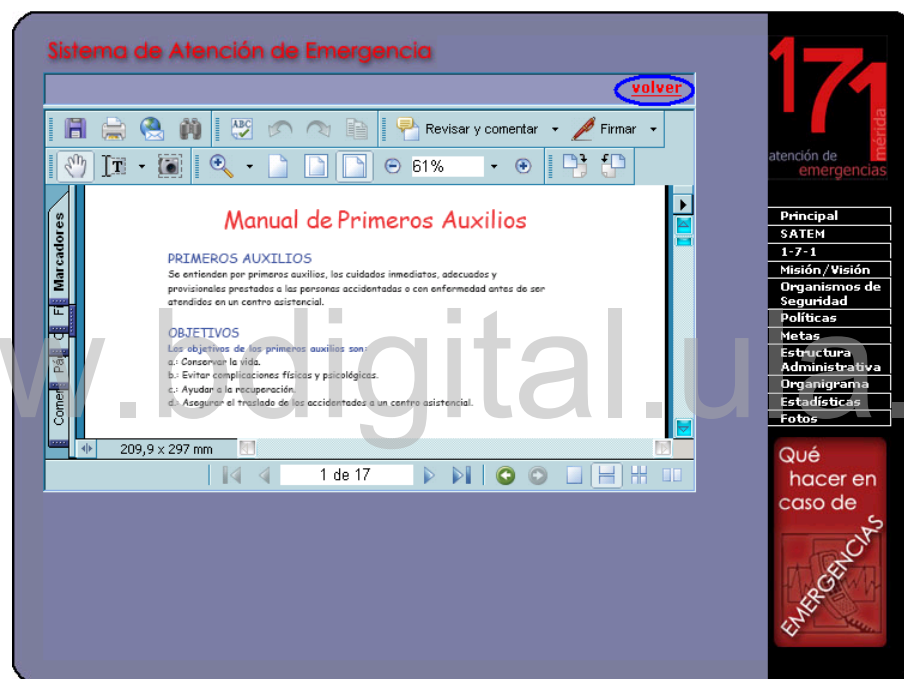 Sistema de Atención de Emergencia
volver
ABC
Revisar y comentar
Firmar
T
61%
Marcadores
Pág
Comen
Manual de Primeros Auxilios
PRIMEROS AUXILIOS
Se entienden por primeros auxilios, los cuidados inmediatos, adecuados y
provisionales prestados a las personas accidentadas o con enfermedad antes de ser
atendidos en un centro asistencial.
OBJETIVOS
Los objetivos de los primeros auxilios son:
a.: Conservar la vida.
b.: Evitar complicaciones físicas y psicológicas.
c.: Ayudar a la recuperación.
d.: Asegurar el traslado de los accidentados a un centro asistencial.
209,9 x 297 mm
1 de 17
171
mérida
atención de
emergencias
Principal
SATEM
1-7-1
Misión/Visión
Organismos de
Seguridad
Políticas
Metas
Estructura
Administrativa
Organigrama
Estadísticas
Fotos
Qué
hacer en
caso de
EMERGENCIAS
w.bdigital.ula.